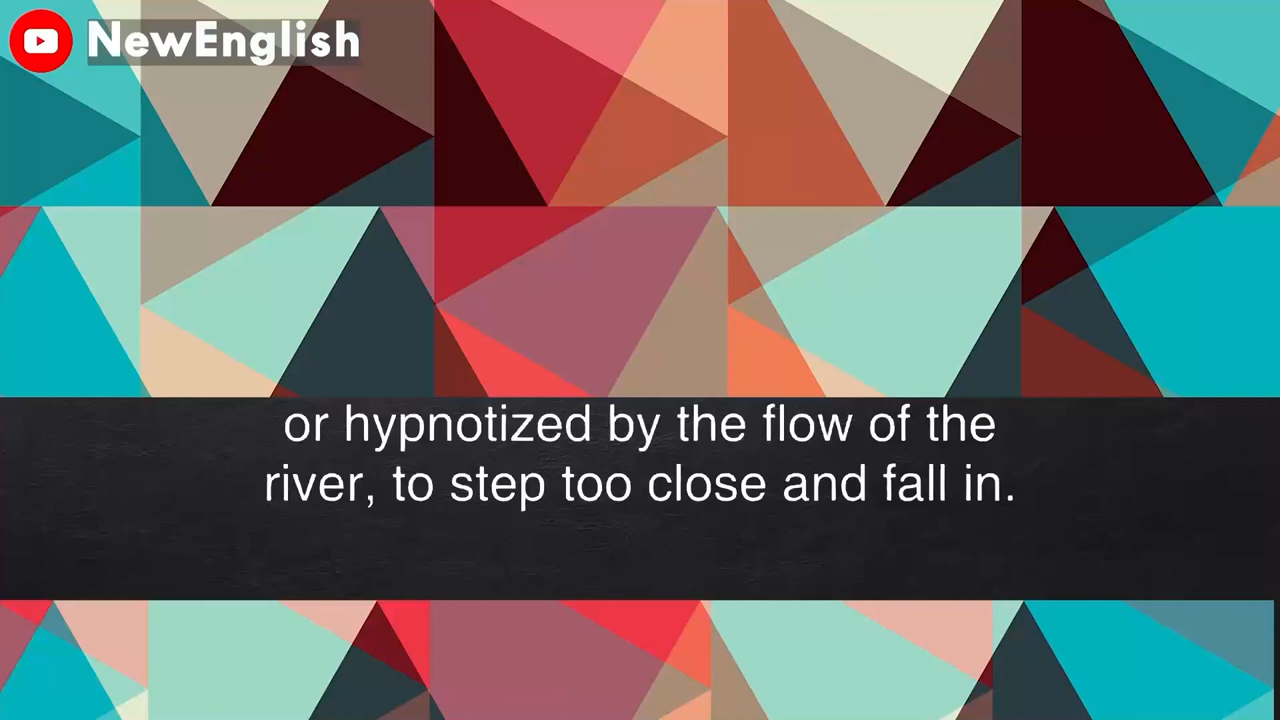 NewEnglish
or hypnotized by the flow of the
river, to step too close and fall in.